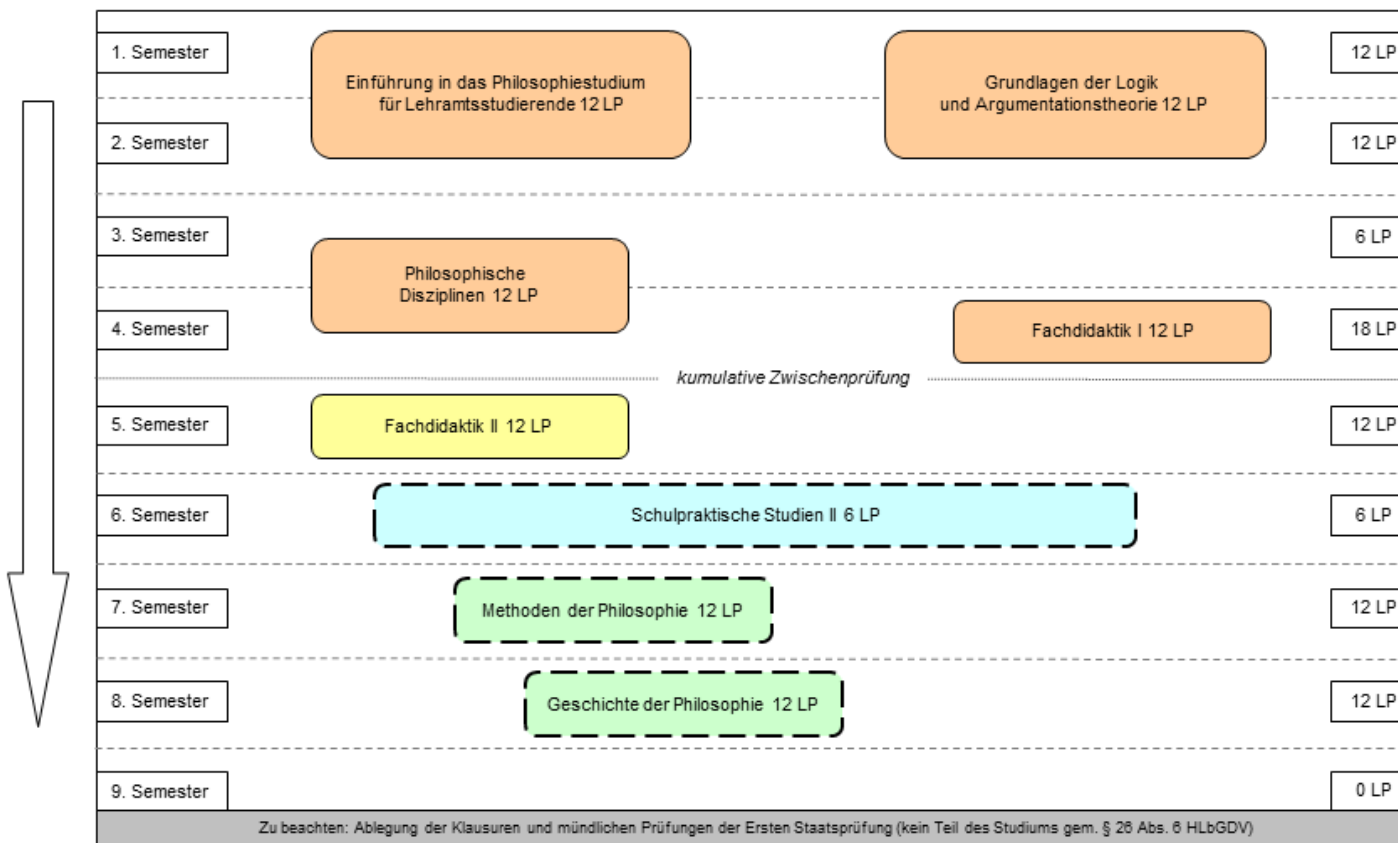 1. Semester
Einführung in das Philosophiestudium
für Lehramtsstudierende 12 LP
Grundlagen der Logik
und Argumentationstheorie 12 LP
12 LP
2. Semester
12 LP
3. Semester
6 LP
Philosophische
Disziplinen 12 LP
4. Semester
Fachdidaktik I 12 LP
18 LP
kumulative Zwischenprüfung
5. Semester
Fachdidaktik II 12 LP
12 LP
6. Semester
Schulpraktische Studien II 6 LP
6 LP
7. Semester
Methoden der Philosophie 12 LP
12 LP
8. Semester
Geschichte der Philosophie 12 LP
12 LP
9. Semester
0 LP
Zu beachten: Ablegung der Klausuren und mündlichen Prüfungen der Ersten Staatsprüfung (kein Teil des Studiums gem. § 26 Abs. 6 HLbGDV)